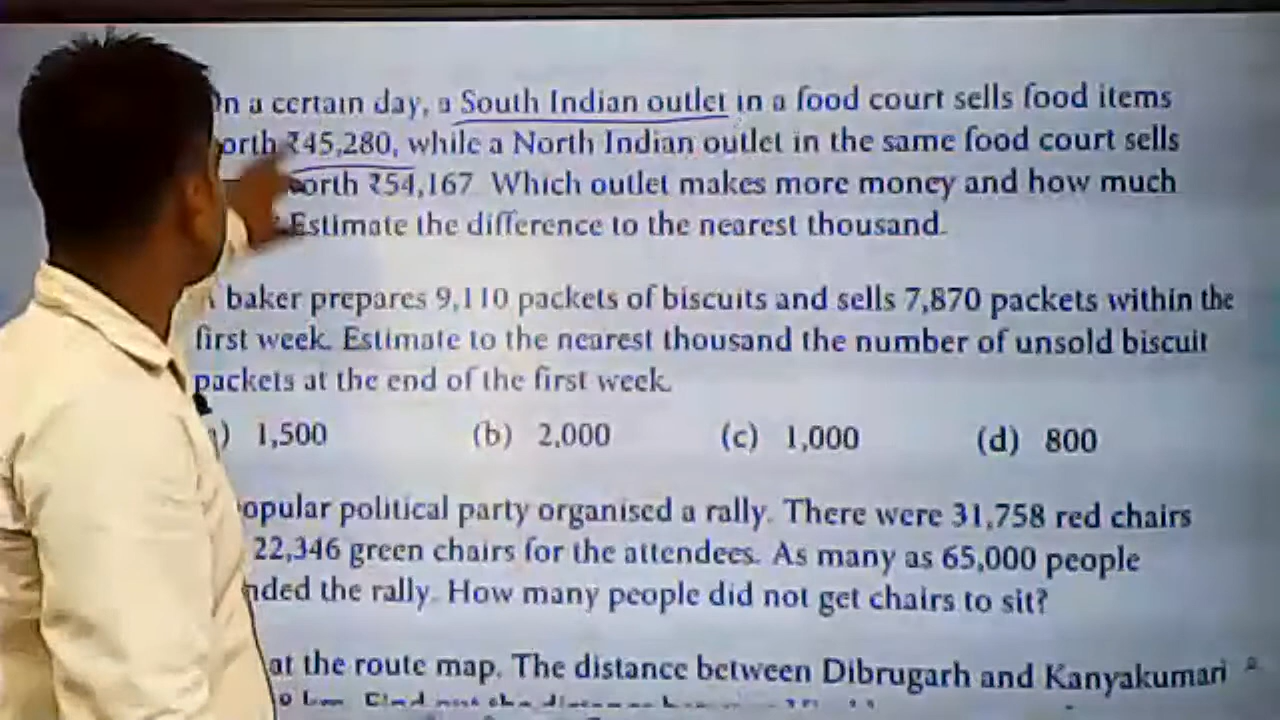 a certain day, a South Indian outlet in a food court sells food items
₹45,280, while a North Indian outlet in the same food court sells
₹54,167. Which outlet makes more money and how much
Estimate the difference to the nearest thousand.
baker prepares 9,110 packets of biscuits and sells 7,870 packets within the
first week. Estimate to the nearest thousand the number of unsold biscuit
packets at the end of the first week.
1,500 (b) 2,000 (c) 1,000 (d) 800
political party organised a rally. There were 31,758 red chairs
22,346 green chairs for the attendees. As many as 65,000 people
the rally. How many people did not get chairs to sit?
at the route map. The distance between Dibrugarh and Kanyakumari